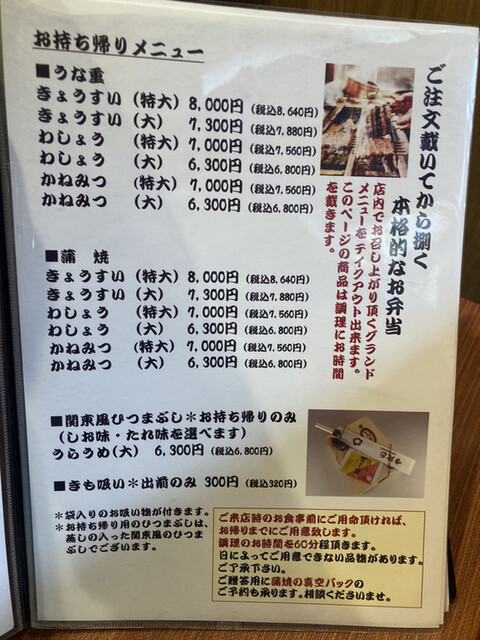 お持ち帰りメニュー
■うな重
きょうすい (特大) 8,000円 (税込8,640円)
きょうすい (大) 7,300円 (税込7,880円)
わしょう (特大) 7,000円 (税込7,560円)
わしょう (大) 6,300円 (税込6,800円)
かねみつ (特大) 7,000円 (税込7,560円)
かねみつ (大) 6,300円 (税込6,800円)
■蒲 焼
きょうすい (特大) 8,000円 (税込8,640円)
きょうすい (大) 7,300円 (税込7,880円)
わしょう (特大) 7,000円 (税込7,560円)
わしょう (大) 6,300円 (税込6,800円)
かねみつ (特大) 7,000円 (税込7,560円)
かねみつ (大) 6,300円 (税込6,800円)
■関東風ひつまぶし*お持ち帰りのみ
(しお味・たれ味を選べます)
うらうめ(大) 6,300円 (税込6,800円)
■きも吸い*出前のみ 300円 (税込320円)
*袋入りのお吸い物が付きます。
*お持ち帰り用のひつまぶしは、
蒸しの入った関東風のひつま
ぶしでございます。
ご注文戴いてから捌く
本格的なお弁当
店内でお召し上がり頂くグランド
メニューをテイクアウト出来ます。
このページの商品は調理にお時間
を戴きます。
ご来店時のお食事前にご用命頂ければ、
お帰りまでにご用意致します。
調理のお時間を60分程頂きます。
日によってご用意できない品物があります。
ご了承下さい。
ご贈答用に蒲焼の真空パックの
ご予約も承ります。相談くださいませ。